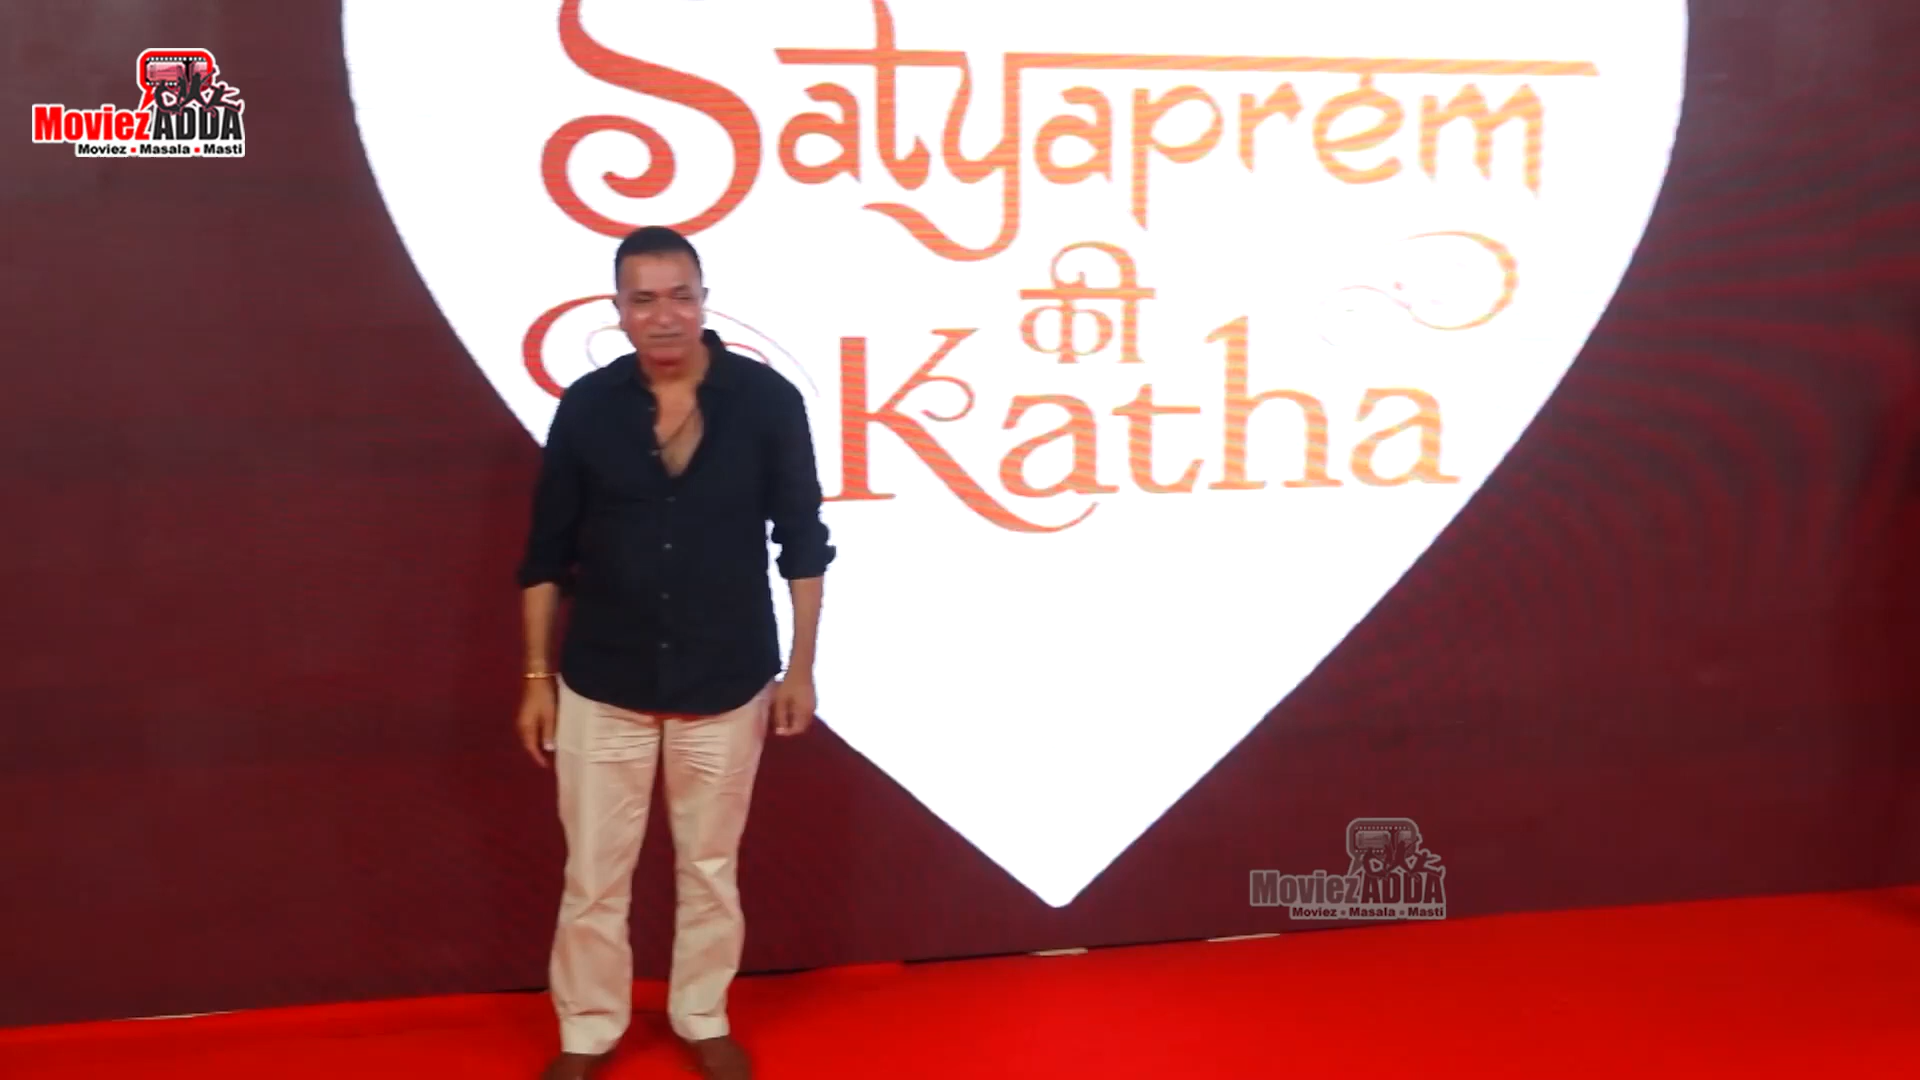 MoviezADDA
Moviez • Masala • Masti
Satyaprem
की
Katha
MoviezADDA
Moviez • Masala • Masti